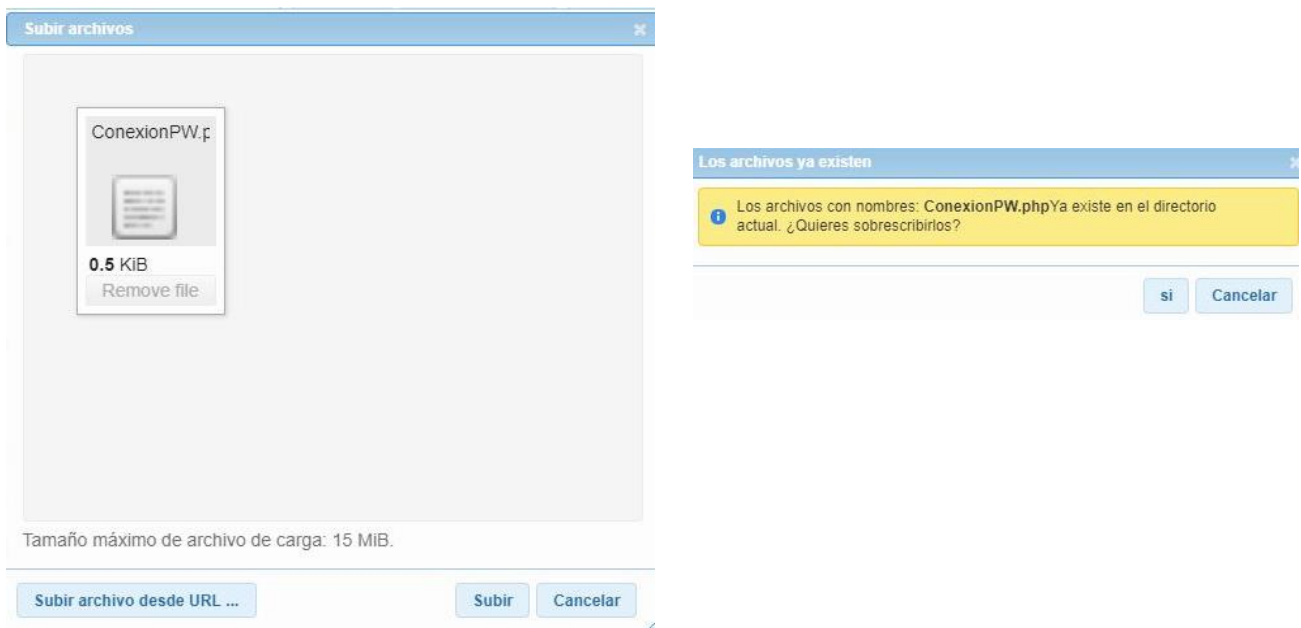 Subir archivos
ConexionPW.p
0.5 KiB
Remove file
Tamaño máximo de archivo de carga: 15 MiB.
Subir archivo desde URL ...
Subir
Cancelar
Los archivos ya existen
Los archivos con nombres: ConexionPW.phpYa existe en el directorio
actual. ¿Quieres sobrescribirlos?
si
Cancelar